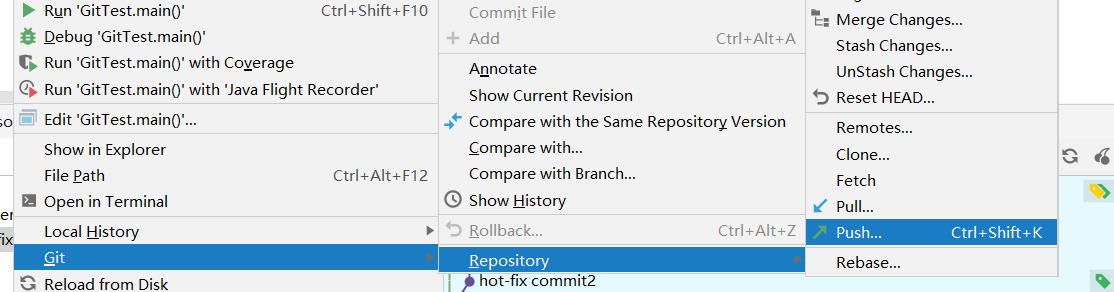 Run 'GitTest.main()' Ctrl+Shift+F10
Debug 'GitTest.main()'
Run 'GitTest.main()' with Coverage
Run 'GitTest.main()' with 'Java Flight Recorder'
Edit 'GitTest.main()'...
Show in Explorer
File Path Ctrl+Alt+F12
Open in Terminal
Local History
Git
Reload from Disk
Commit File
Add Ctrl+Alt+A
Annotate
Show Current Revision
Compare with the Same Repository Version
Compare with...
Compare with Branch...
Show History
Rollback... Ctrl+Alt+Z
Repository
hot-fix commit2
Merge Changes...
Stash Changes...
UnStash Changes...
Reset HEAD...
Remotes...
Clone...
Fetch
Pull...
Push... Ctrl+Shift+K
Rebase...